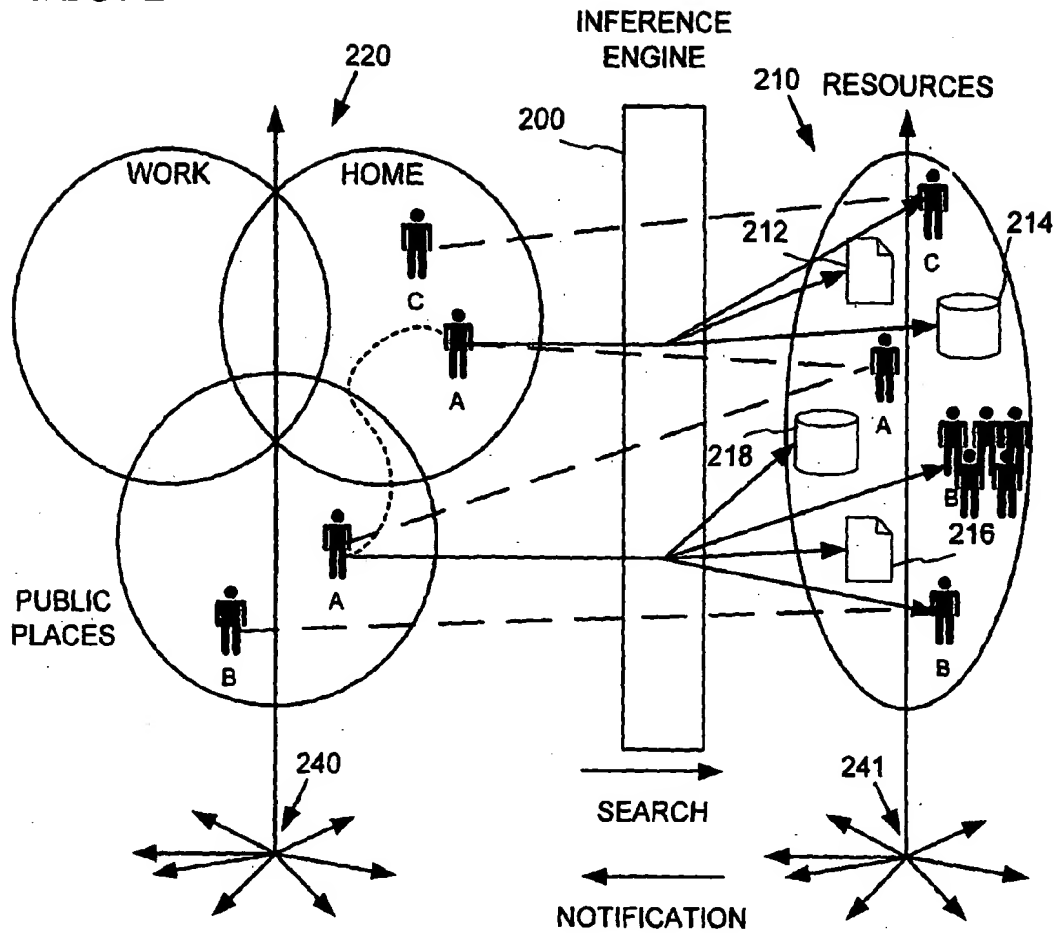 INFERENCE
ENGINE
220
210
RESOURCES
200
WORK
HOME
212
214
C
C
A
A
218
B
216
A
PUBLIC
PLACES
B
B
240
241
SEARCH
NOTIFICATION